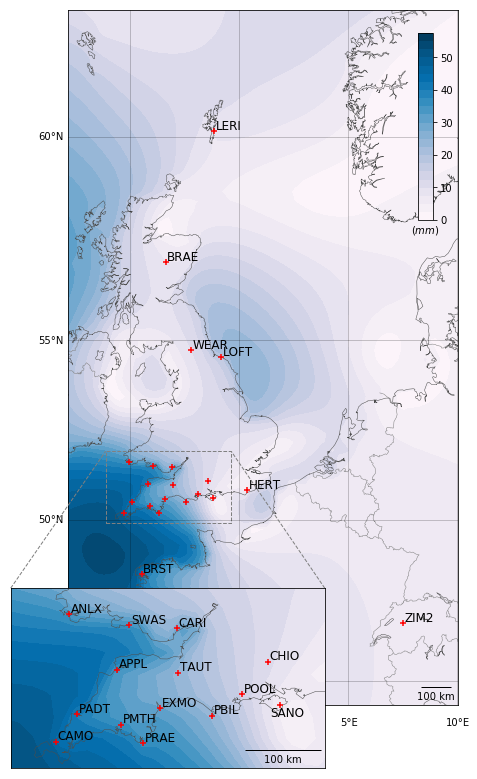 50
40
30
20
10
0
(mm)
60°N
LERI
BRAE
55°N
WEAR
LOFT
50°N
HERT
BRST
ZIM2
100 km
5°E
10°E
ANLX
SWAS
CARI
CHIO
APPL
TAUT
POOL
EXMO
PADT
PBIL
SANO
PMTH
CAMO
PRAE
100 km